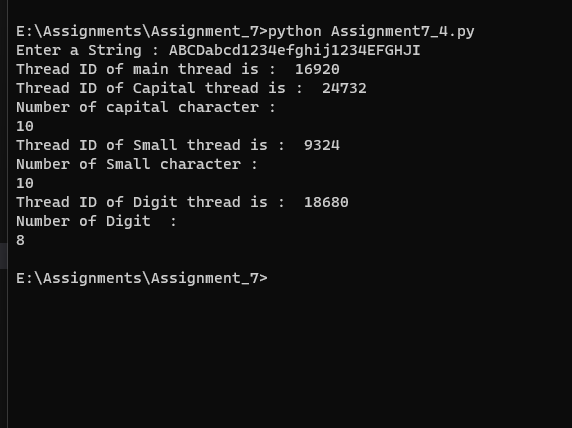 E:\Assignments\Assignment_7>python Assignment7_4.py
Enter a String : ABCDabcd1234efghij1234EFGHJI
Thread ID of main thread is :  16920
Thread ID of Capital thread is :  24732
Number of capital character :
10
Thread ID of Small thread is :  9324
Number of Small character :
10
Thread ID of Digit thread is :  18680
Number of Digit  :
8
E:\Assignments\Assignment_7>